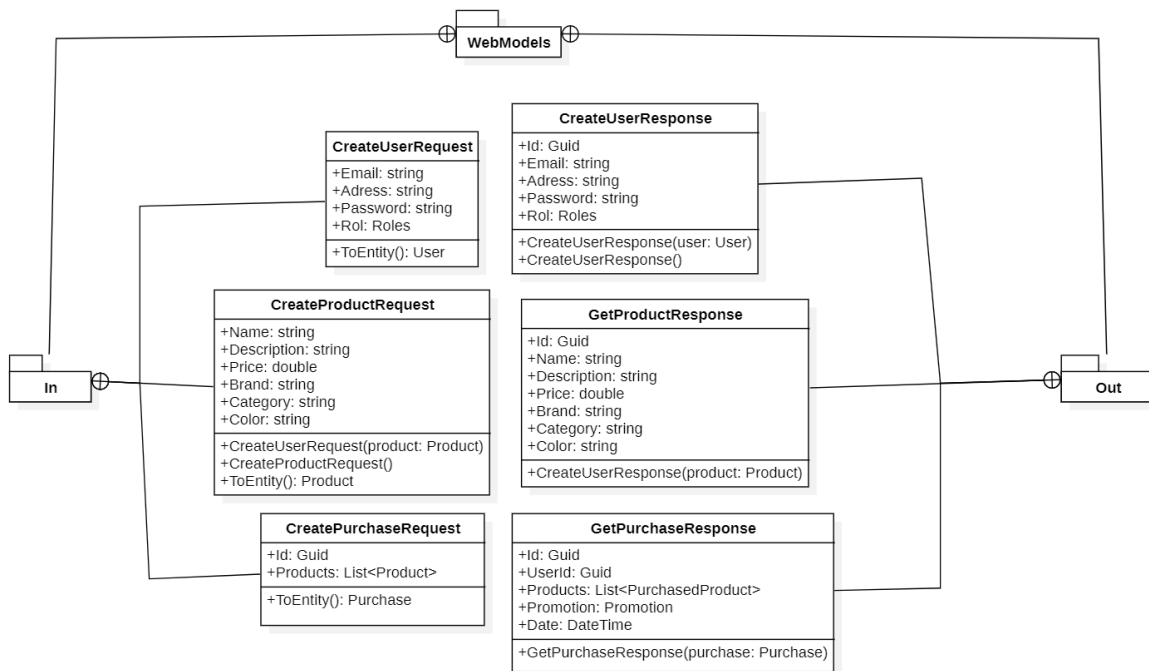 WebModels
CreateUserRequest
+Email: string
+Adress: string
+Password: string
+Rol: Roles
+ToEntity(): User
CreateUserResponse
+Id: Guid
+Email: string
+Adress: string
+Password: string
+Rol: Roles
+CreateUserResponse(user: User)
+CreateUserResponse()
In
CreateProductRequest
+Name: string
+Description: string
+Price: double
+Brand: string
+Category: string
+Color: string
+CreateUserRequest(product: Product)
+CreateProductRequest()
+ToEntity(): Product
GetProductResponse
+Id: Guid
+Name: string
+Description: string
+Price: double
+Brand: string
+Category: string
+Color: string
+CreateUserResponse(product: Product)
Out
CreatePurchaseRequest
+Id: Guid
+Products: List<Product>
+ToEntity(): Purchase
GetPurchaseResponse
+Id: Guid
+UserId: Guid
+Products: List<PurchasedProduct>
+Promotion: Promotion
+Date: DateTime
+GetPurchaseResponse(purchase: Purchase)